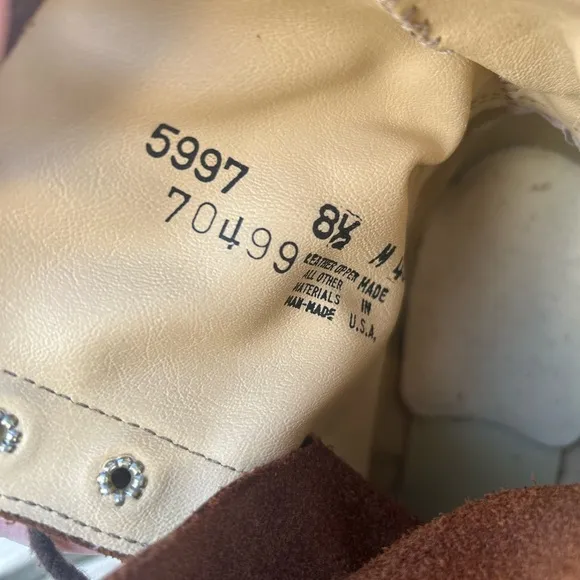 5997
70499
8½ M
LEATHER UPPER
ALL OTHER
MATERIALS
MAN-MADE
MADE
IN
U.S.A.